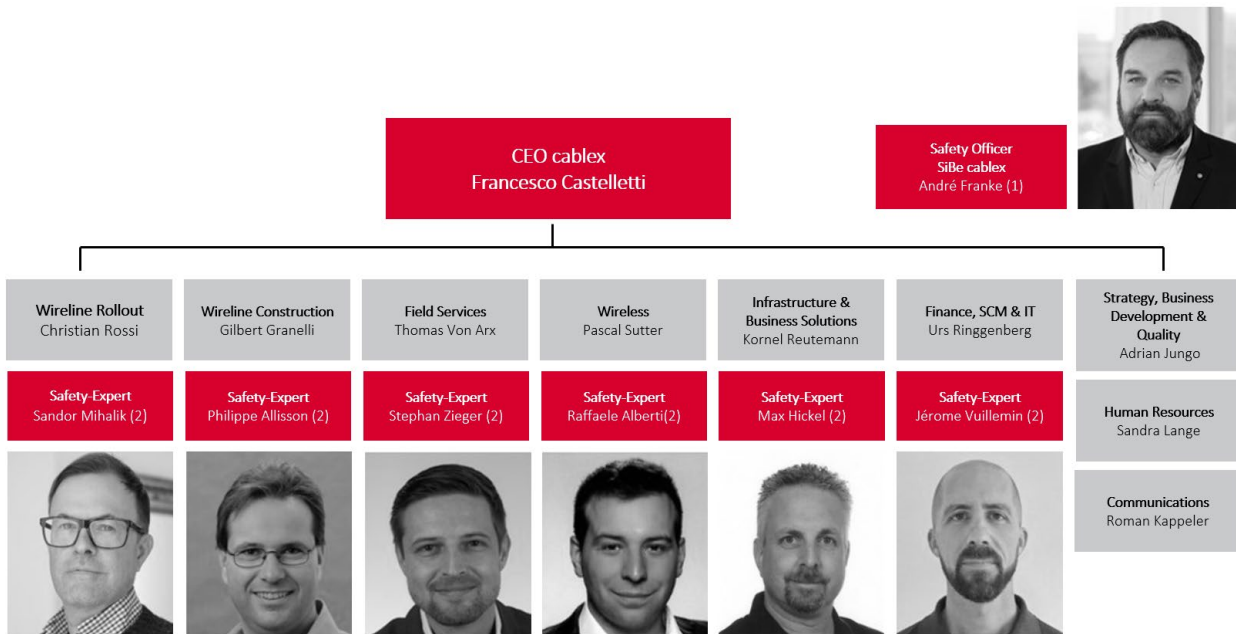 CEO cablex
Francesco Castelletti
Safety Officer
SiBe cablex
André Franke (1)
Wireline Rollout
Christian Rossi
Wireline Construction
Gilbert Granelli
Field Services
Thomas Von Arx
Wireless
Pascal Sutter
Infrastructure &
Business Solutions
Kornel Reutemann
Finance, SCM & IT
Urs Ringgenberg
Strategy, Business
Development &
Quality
Adrian Jungo
Safety-Expert
Sandor Mihalik (2)
Safety-Expert
Philippe Allisson (2)
Safety-Expert
Stephan Zieger (2)
Safety-Expert
Raffaele Alberti(2)
Safety-Expert
Max Hickel (2)
Safety-Expert
Jérome Vuillemin (2)
Human Resources
Sandra Lange
Communications
Roman Kappeler